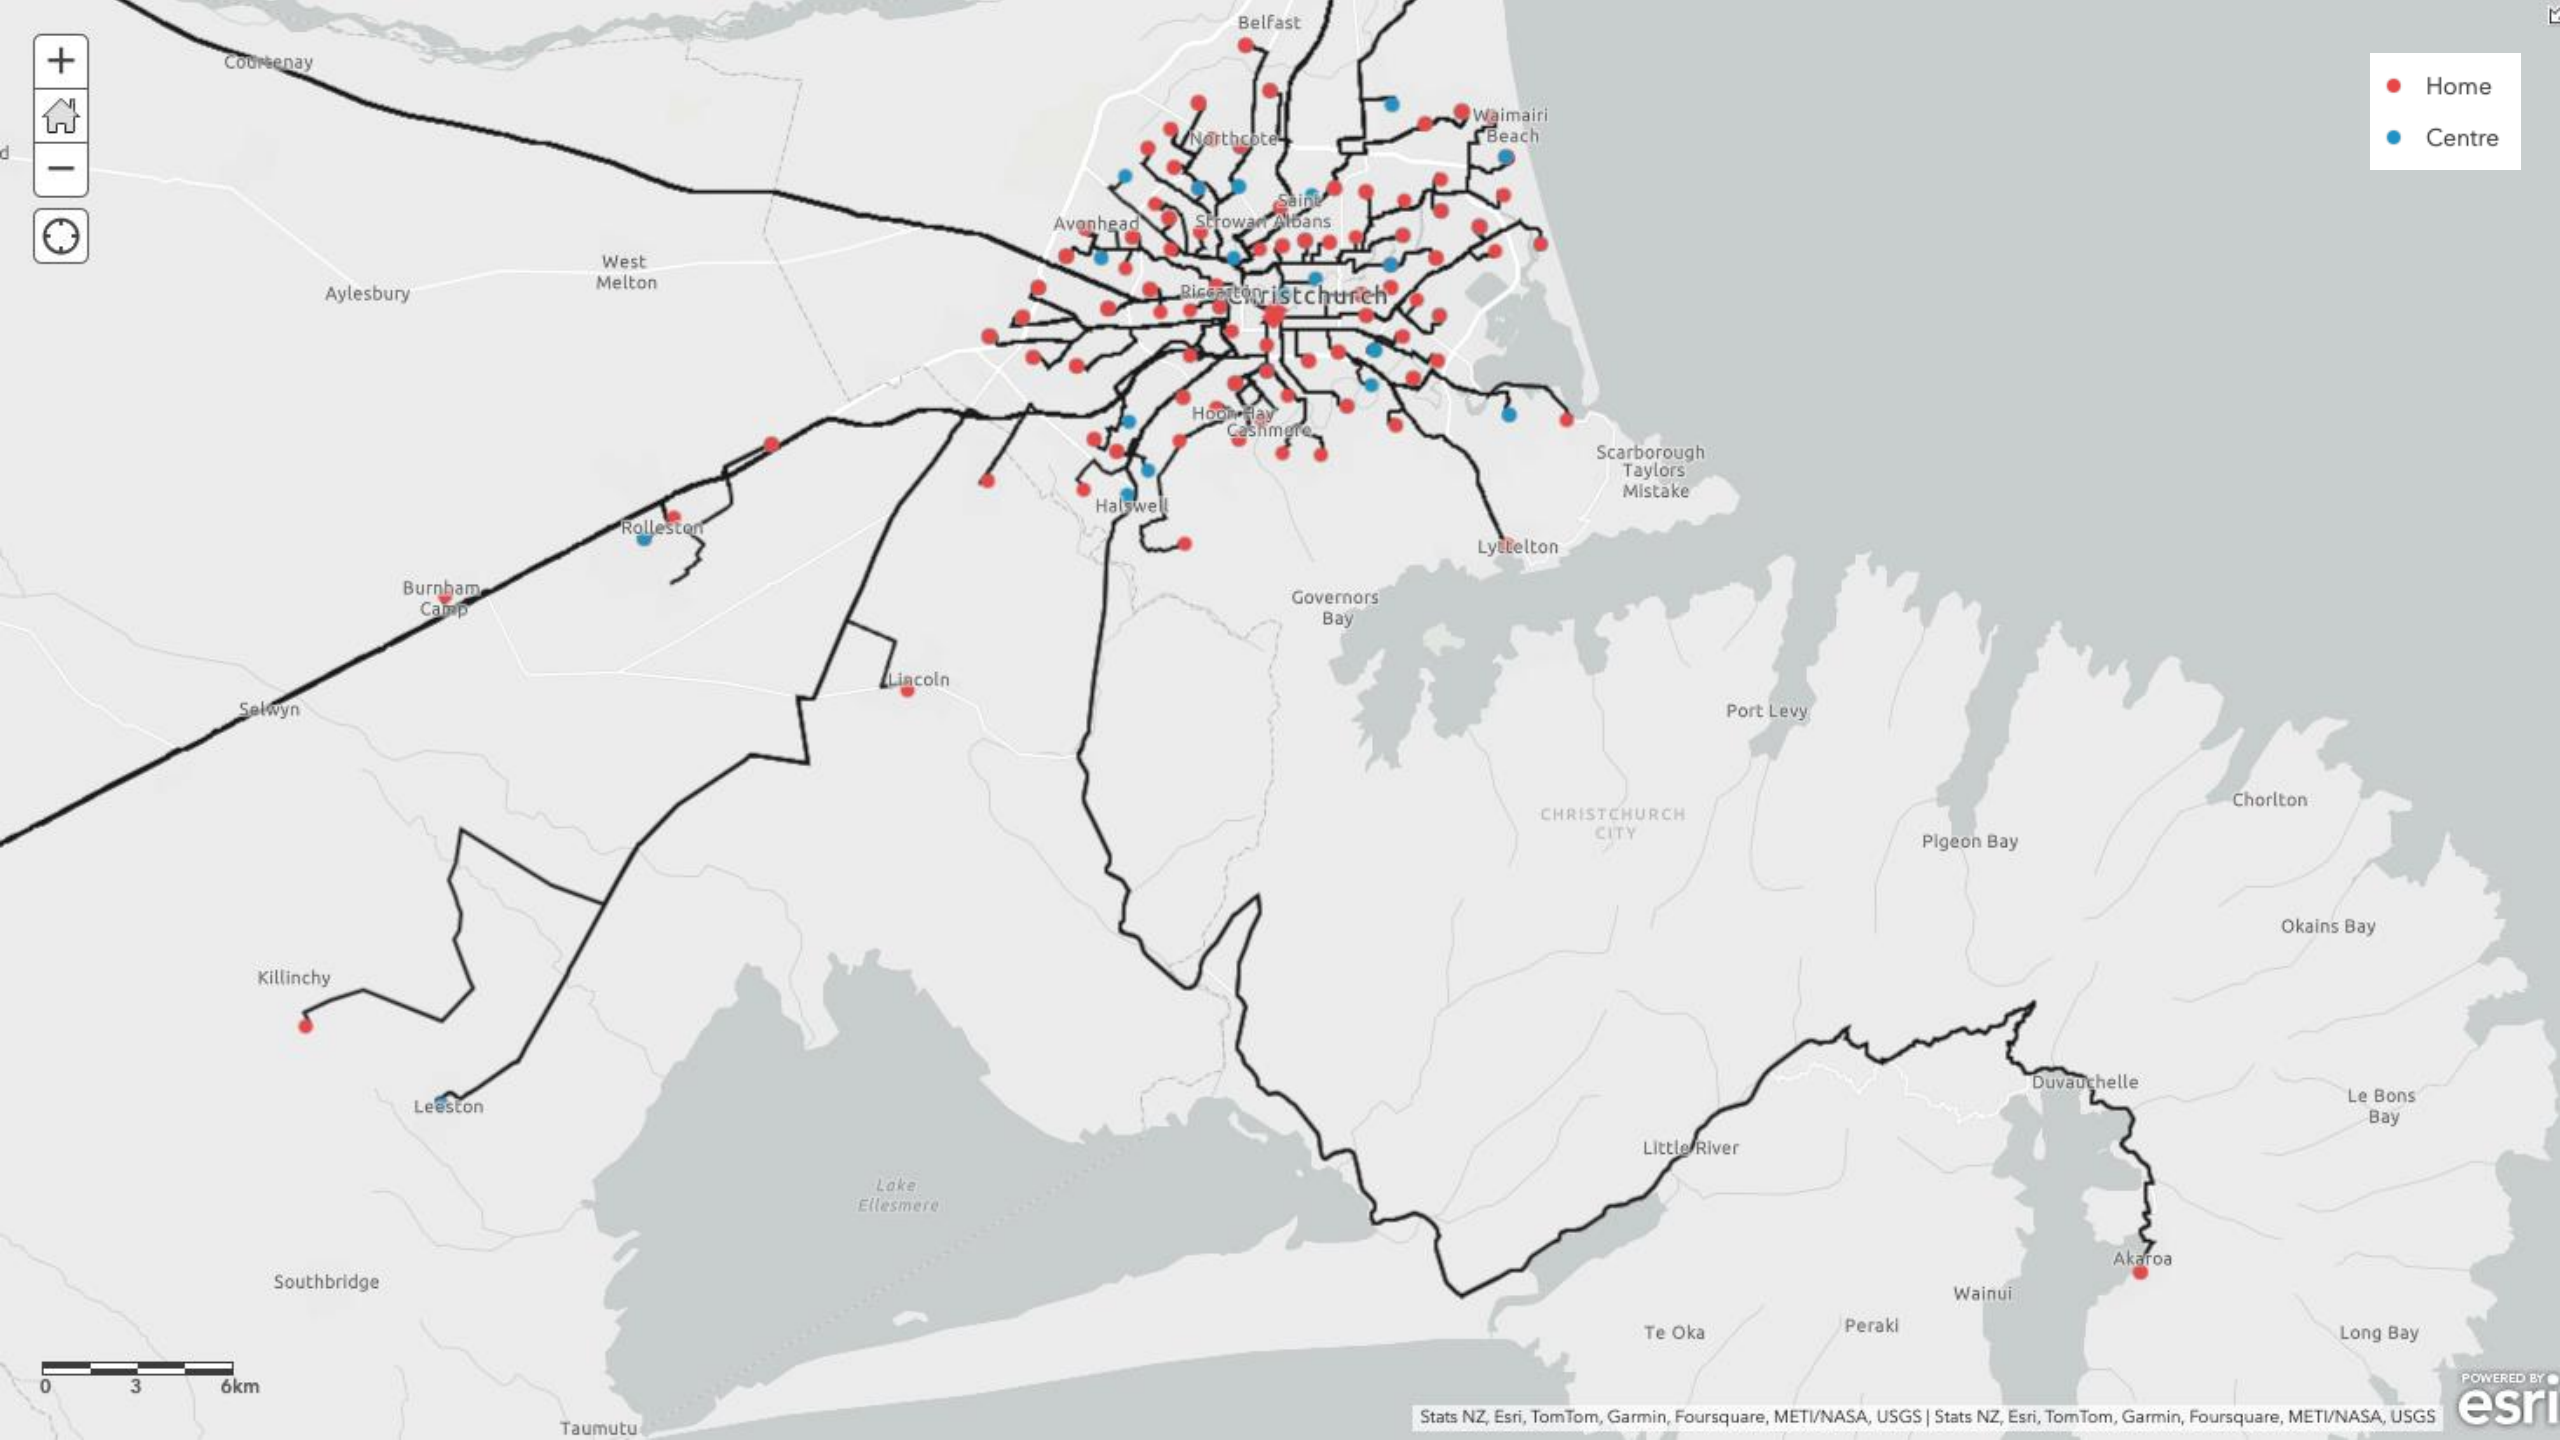 Belfast
Courtenay
Home
Waimairi
Beach
Centre
Northcote
d
Saint
Strowan Albans
Avonhead
West
Melton
Aylesbury
Riccarton
Christchurch
Hoon Hay
Cashmere
Scarborough
Taylors
Mistake
Halswell
Rolleston
Lyttelton
Burnham
Camp
Governors
Bay
Lincoln
Selwyn
Port Levy
Chorlton
CHRISTCHURCH
CITY
Pigeon Bay
Okains Bay
Killinchy
Duvauchelle
Le Bons
Bay
Leeston
Little River
Lake
Ellesmere
Akaroa
Southbridge
Wainui
Peraki
Te Oka
Long Bay
0 3 6km
POWERED BY
esri
Stats NZ, Esri, TomTom, Garmin, Foursquare, METI/NASA, USGS | Stats NZ, Esri, TomTom, Garmin, Foursquare, METI/NASA, USGS
Taumutu